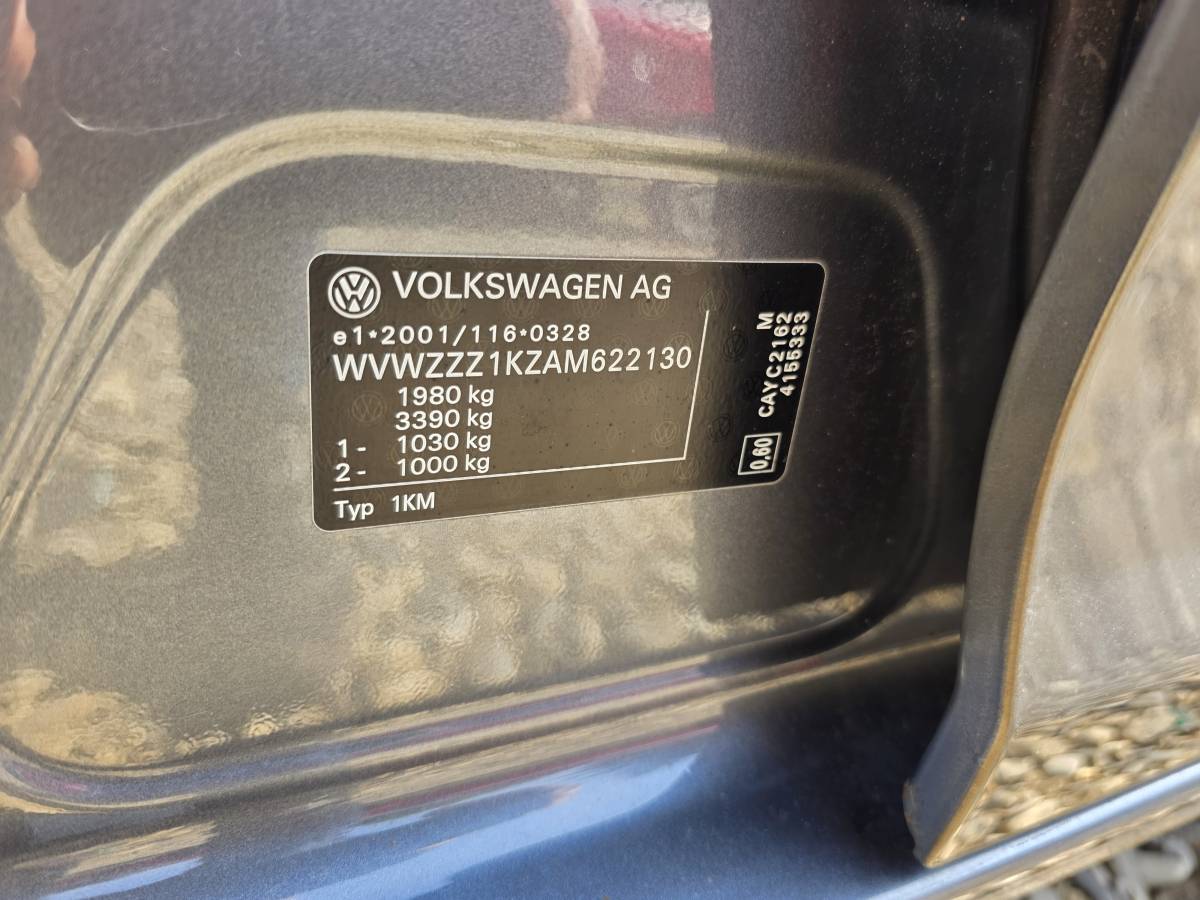 VOLKSWAGEN AG
e1*2001/116*0328
WVWZZZ1KZAM622130
1980 kg
3390 kg
1- 1030 kg
2- 1000 kg
Typ 1KM
M
CAYC2162
4155333
0,60